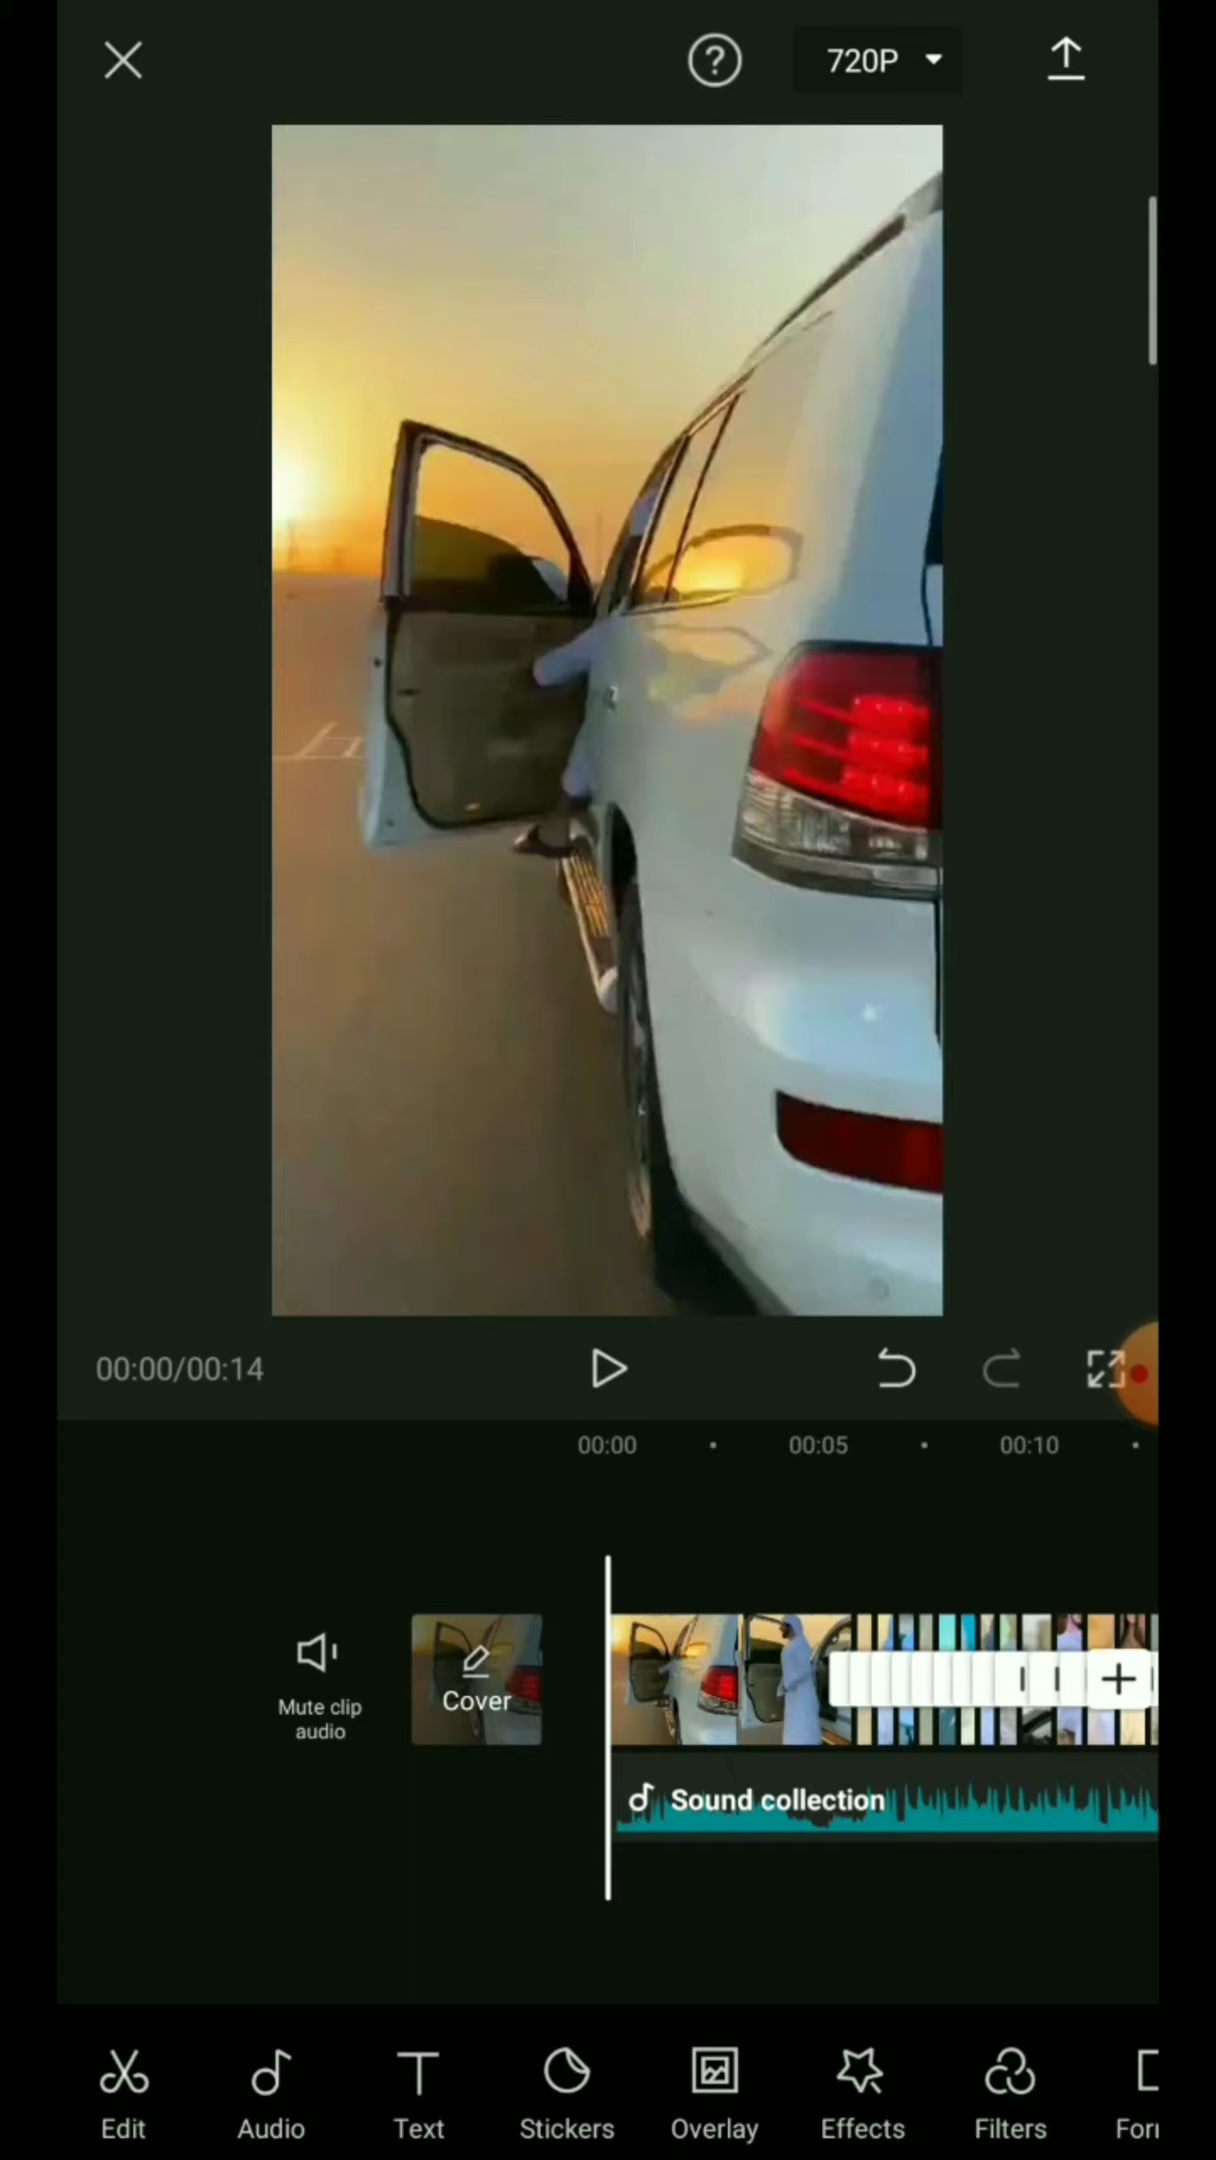 720P
00:00/00:14
00:00
00:05
00:10
Mute clip
audio
Cover
Sound collection
Edit
Audio
Text
Stickers
Overlay
Effects
Filters